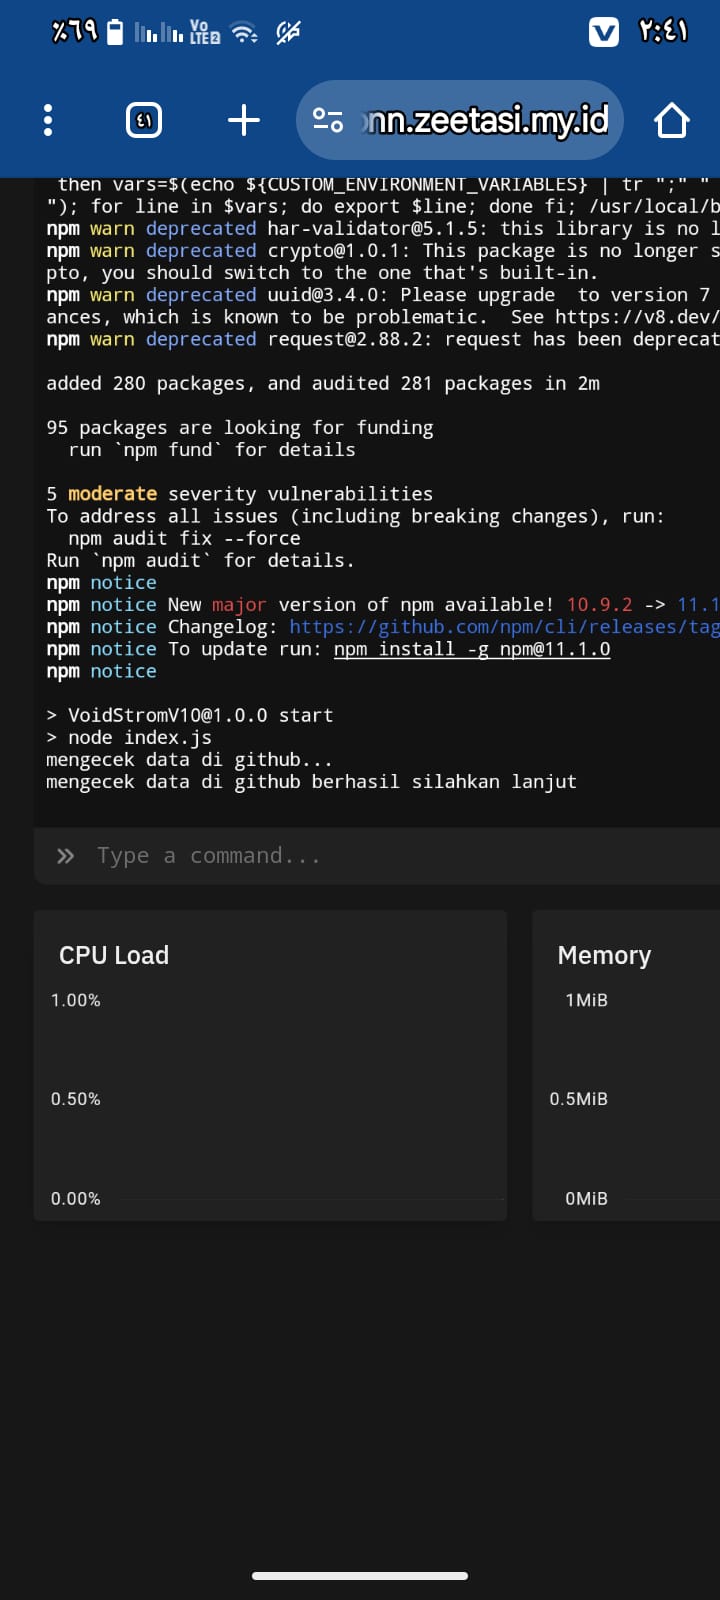 ٪٦٩ Vo LTE 2 V ٢:٤١
٤١ nn.zeetasi.my.id
then vars=$(echo ${CUSTOM_ENVIRONMENT_VARIABLES} | tr ";" "
"); for line in $vars; do export $line; done fi; /usr/local/b
npm warn deprecated har-validator@5.1.5: this library is no l
npm warn deprecated crypto@1.0.1: This package is no longer s
pto, you should switch to the one that's built-in.
npm warn deprecated uuid@3.4.0: Please upgrade  to version 7
ances, which is known to be problematic.  See https://v8.dev/
npm warn deprecated request@2.88.2: request has been deprecat
added 280 packages, and audited 281 packages in 2m
95 packages are looking for funding
run `npm fund` for details
5 moderate severity vulnerabilities
To address all issues (including breaking changes), run:
npm audit fix --force
Run `npm audit` for details.
npm notice
npm notice New major version of npm available! 10.9.2 -> 11.1
npm notice Changelog: https://github.com/npm/cli/releases/tag
npm notice To update run: npm install -g npm@11.1.0
npm notice
> VoidStromV10@1.0.0 start
> node index.js
mengecek data di github...
mengecek data di github berhasil silahkan lanjut
Type a command...
CPU Load
1.00%
0.50%
0.00%
Memory
1MiB
0.5MiB
0MiB